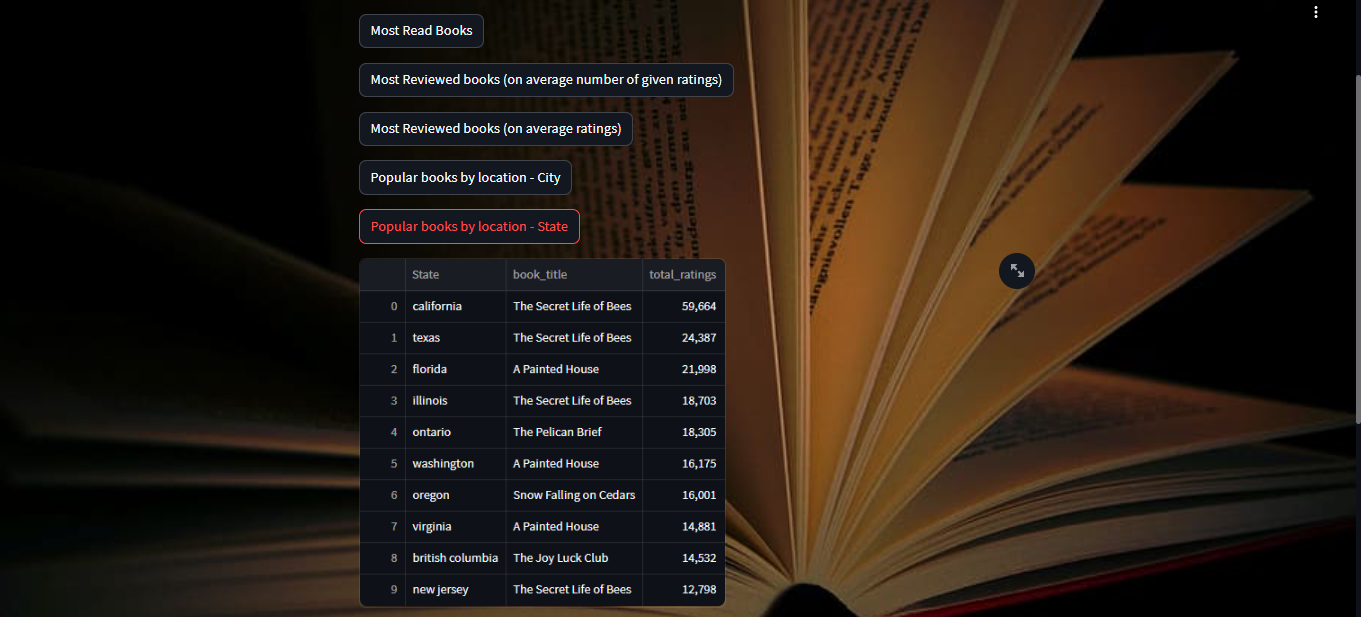 Most Read Books
Most Reviewed books (on average number of given ratings)
Most Reviewed books (on average ratings)
Popular books by location - City
Popular books by location - State
State book_title total_ratings
0 california The Secret Life of Bees 59,664
1 texas The Secret Life of Bees 24,387
2 florida A Painted House 21,998
3 illinois The Secret Life of Bees 18,703
4 ontario The Pelican Brief 18,305
5 washington A Painted House 16,175
6 oregon Snow Falling on Cedars 16,001
7 virginia A Painted House 14,881
8 british columbia The Joy Luck Club 14,532
9 new jersey The Secret Life of Bees 12,798